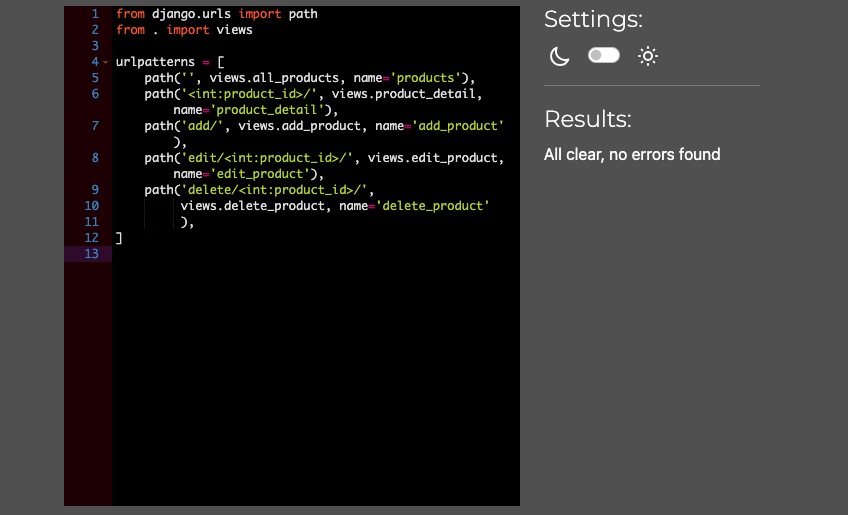 1 from django.urls import path
2 from . import views
3
4 urlpatterns = [
5     path('', views.all_products, name='products'),
6     path('<int:product_id>/', views.product_detail,
        name='product_detail'),
7     path('add/', views.add_product, name='add_product'
        ),
8     path('edit/<int:product_id>/', views.edit_product,
        name='edit_product'),
9     path('delete/<int:product_id>/',
10         views.delete_product, name='delete_product'
11         ),
12 ]
13
Settings:
Results:
All clear, no errors found